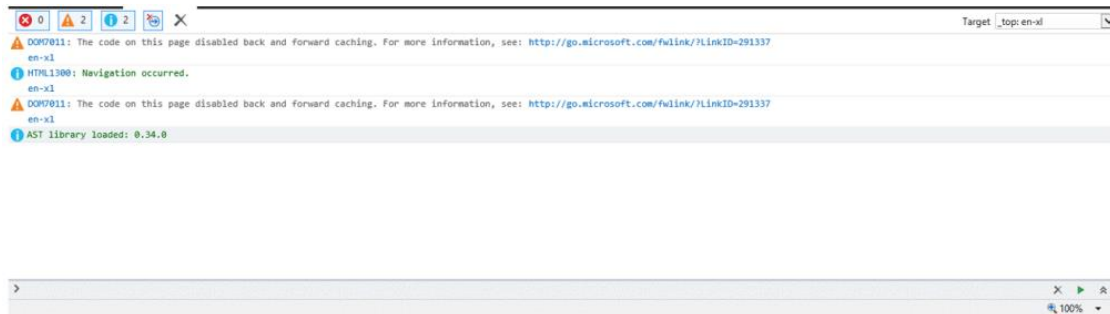 0 2 2 Target _top: en-xl
DOM7011: The code on this page disabled back and forward caching. For more information, see: http://go.microsoft.com/fwlink/?LinkID=291337
en-xl
HTML1300: Navigation occurred.
en-xl
DOM7011: The code on this page disabled back and forward caching. For more information, see: http://go.microsoft.com/fwlink/?LinkID=291337
en-xl
AST library loaded: 0.34.0
100%